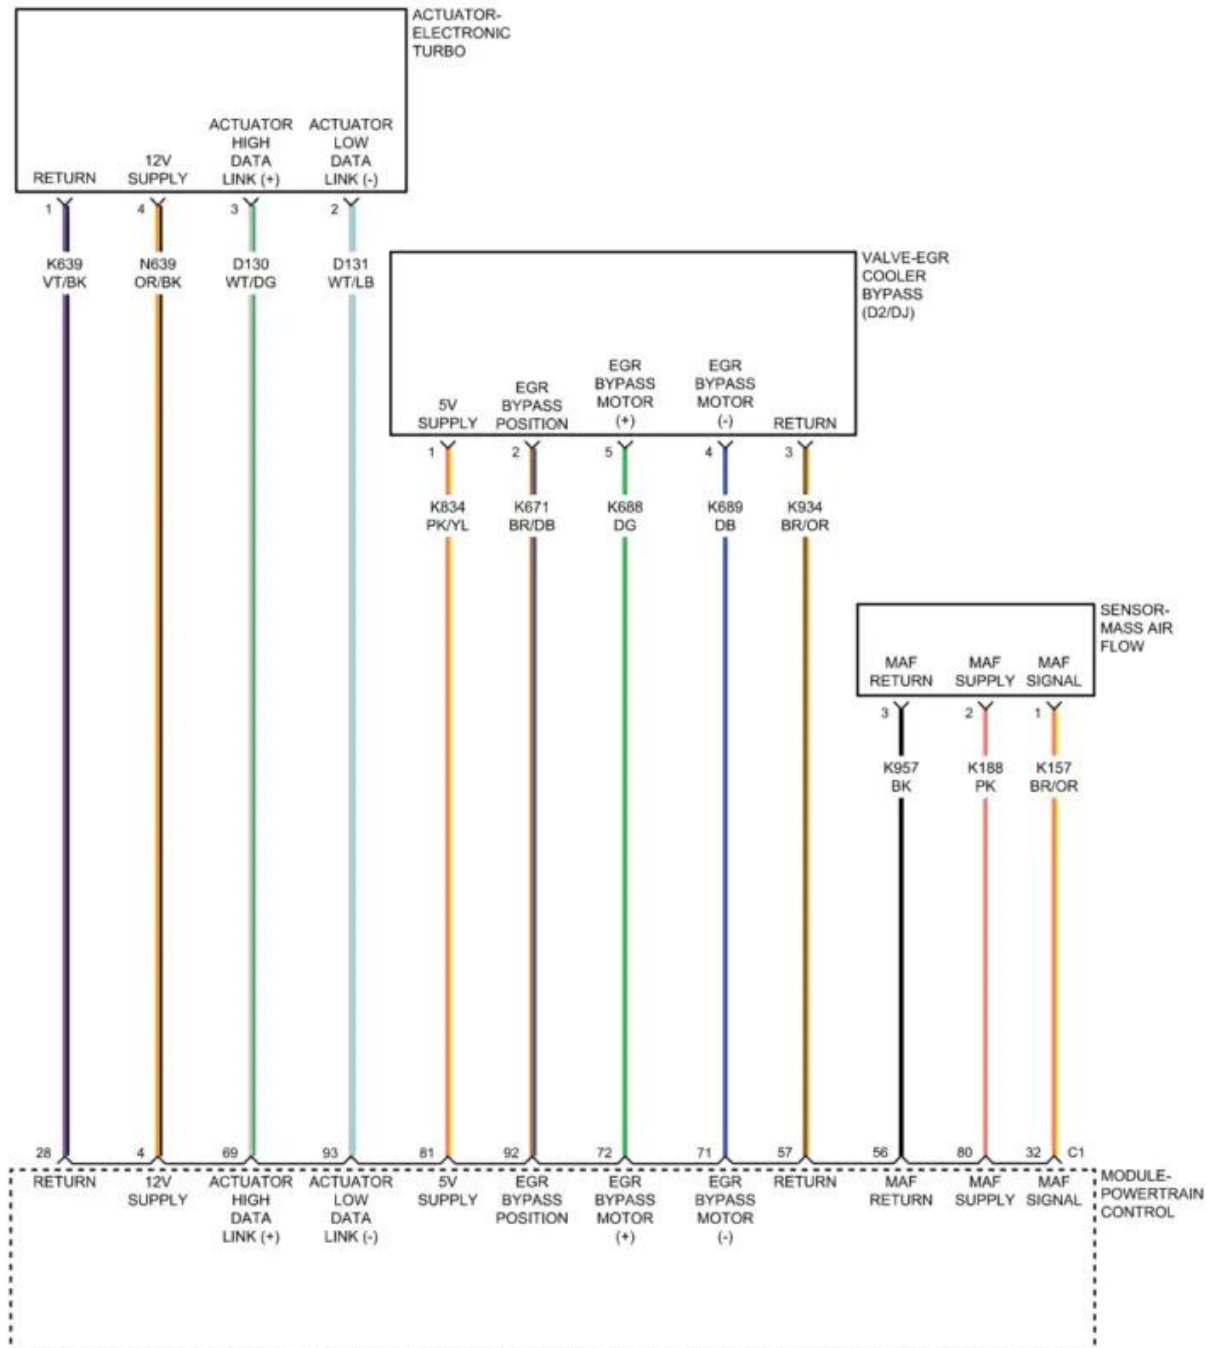 ACTUATOR-
ELECTRONIC
TURBO
ACTUATOR ACTUATOR
HIGH LOW
12V DATA DATA
RETURN SUPPLY LINK (+) LINK (-)
1 4 3 2
K639 N639 D130 D131
VT/BK OR/BK WT/DG WT/LB
VALVE-EGR
COOLER
BYPASS
(D2/DJ)
EGR EGR
EGR BYPASS BYPASS
5V BYPASS MOTOR MOTOR
SUPPLY POSITION (+) (-) RETURN
1 2 5 4 3
K834 K671 K688 K689 K934
PK/YL BR/DB DG DB BR/OR
SENSOR-
MASS AIR
FLOW
MAF MAF MAF
RETURN SUPPLY SIGNAL
3 2 1
K957 K188 K157
BK PK BR/OR
28 4 69 93 81 92 72 71 57 56 80 32 C1
RETURN 12V ACTUATOR ACTUATOR 5V EGR EGR EGR RETURN MAF MAF MAF
SUPPLY HIGH LOW SUPPLY BYPASS BYPASS BYPASS RETURN SUPPLY SIGNAL
DATA DATA POSITION MOTOR MOTOR
LINK (+) LINK (-) (+) (-)
MODULE-
POWERTRAIN
CONTROL